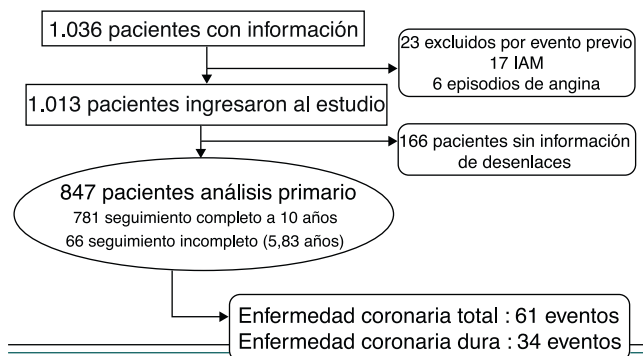 1.036 pacientes con información
23 excluidos por evento previo
17 IAM
6 episodios de angina
1.013 pacientes ingresaron al estudio
166 pacientes sin información
de desenlaces
847 pacientes análisis primario
781 seguimiento completo a 10 años
66 seguimiento incompleto (5,83 años)
Enfermedad coronaria total : 61 eventos
Enfermedad coronaria dura : 34 eventos